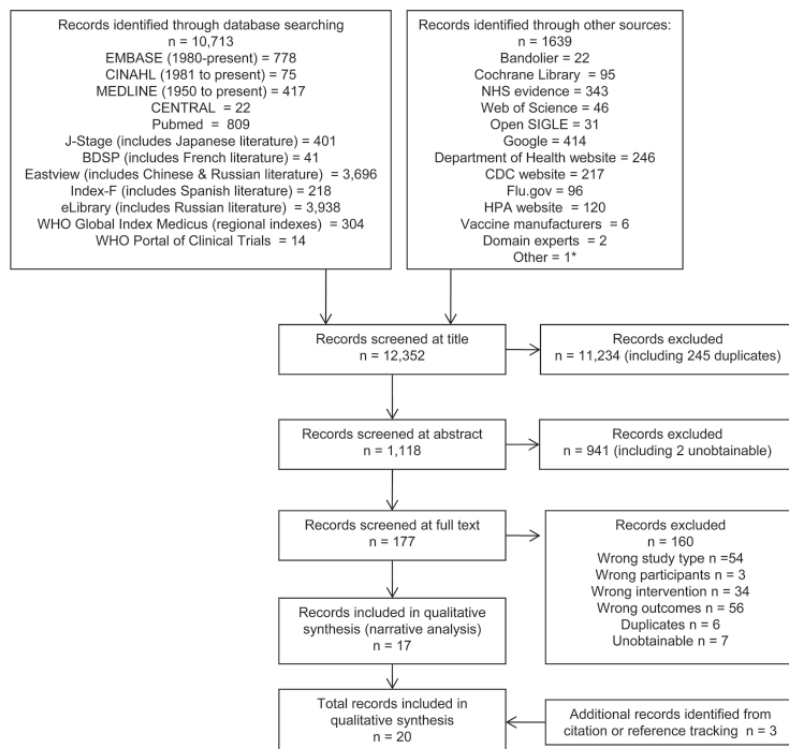 Records identified through database searching
n = 10,713
EMBASE (1980-present) = 778
CINAHL (1981 to present) = 75
MEDLINE (1950 to present) = 417
CENTRAL = 22
Pubmed = 809
J-Stage (includes Japanese literature) = 401
BDSP (includes French literature) = 41
Eastview (includes Chinese & Russian literature) = 3,696
Index-F (includes Spanish literature) = 218
eLibrary (includes Russian literature) = 3,938
WHO Global Index Medicus (regional indexes) = 304
WHO Portal of Clinical Trials = 14
Records identified through other sources:
n = 1639
Bandolier = 22
Cochrane Library = 95
NHS evidence = 343
Web of Science = 46
Open SIGLE = 31
Google = 414
Department of Health website = 246
CDC website = 217
Flu.gov = 96
HPA website = 120
Vaccine manufacturers = 6
Domain experts = 2
Other = 1*
Records screened at title
n = 12,352
Records excluded
n = 11,234 (including 245 duplicates)
Records screened at abstract
n = 1,118
Records excluded
n = 941 (including 2 unobtainable)
Records screened at full text
n = 177
Records excluded
n = 160
Wrong study type n =54
Wrong participants n = 3
Wrong intervention n = 34
Wrong outcomes n = 56
Duplicates n = 6
Unobtainable n = 7
Records included in qualitative
synthesis (narrative analysis)
n = 17
Total records included in
qualitative synthesis
n = 20
Additional records identified from
citation or reference tracking n = 3